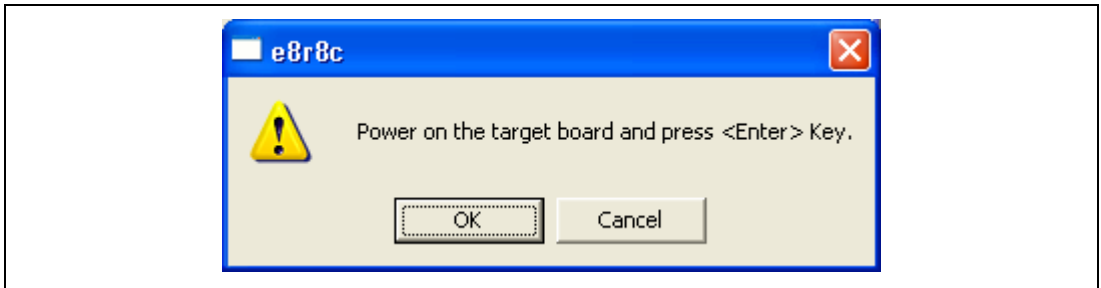 e8r8c
Power on the target board and press <Enter> Key.
OK
Cancel